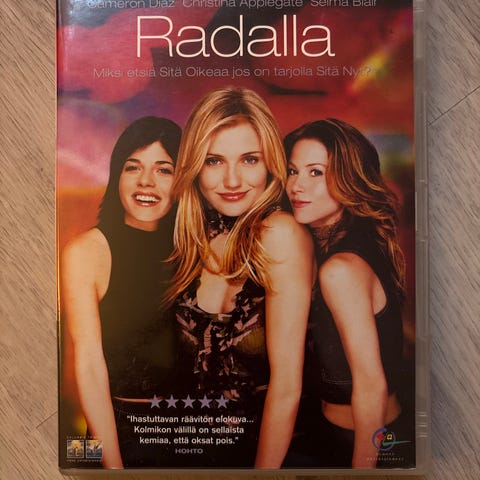 Cameron Diaz Christina Applegate Selma Blair
Radalla
Miksi etsiä Sitä Oikeaa jos on tarjolla Sitä Nyt?
"Ihastuttavan räävitön elokuva...
Kolmikon välillä on sellaista
kemiaa, että oksat pois."
HOHTO